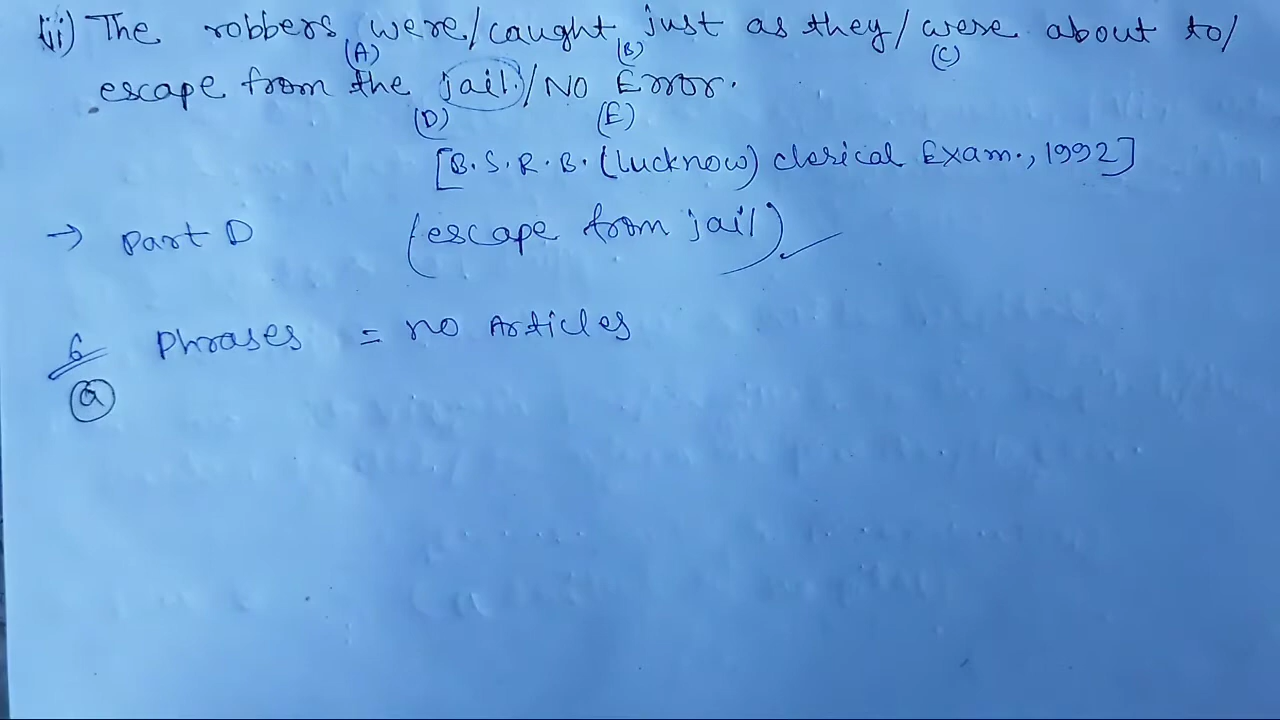 (ii) The robbers were/caught just as they/were about to/
(A) (B) (C)
escape from the jail./NO Error.
(D) (E)
[B.S.R.B. (lucknow) clerical Exam., 1992]
→ Part D (escape from jail) ✓
6 Phrases = no Articles
(a)